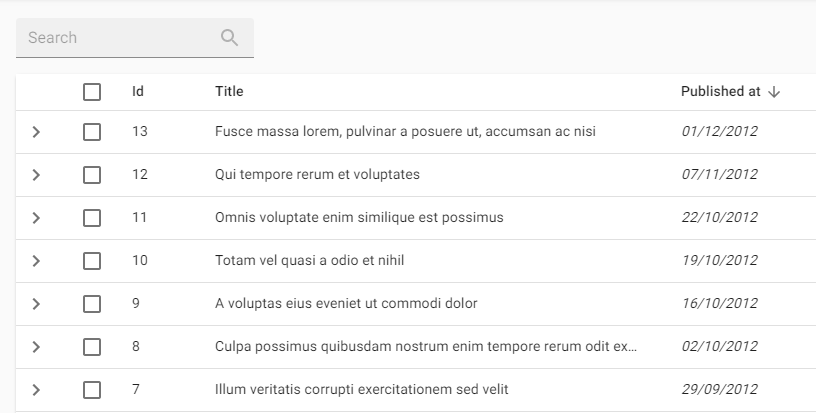 Search
Id Title Published at
13 Fusce massa lorem, pulvinar a posuere ut, accumsan ac nisi 01/12/2012
12 Qui tempore rerum et voluptates 07/11/2012
11 Omnis voluptate enim similique est possimus 22/10/2012
10 Totam vel quasi a odio et nihil 19/10/2012
9 A voluptas eius eveniet ut commodi dolor 16/10/2012
8 Culpa possimus quibusdam nostrum enim tempore rerum odit ex... 02/10/2012
7 Illum veritatis corrupti exercitationem sed velit 29/09/2012